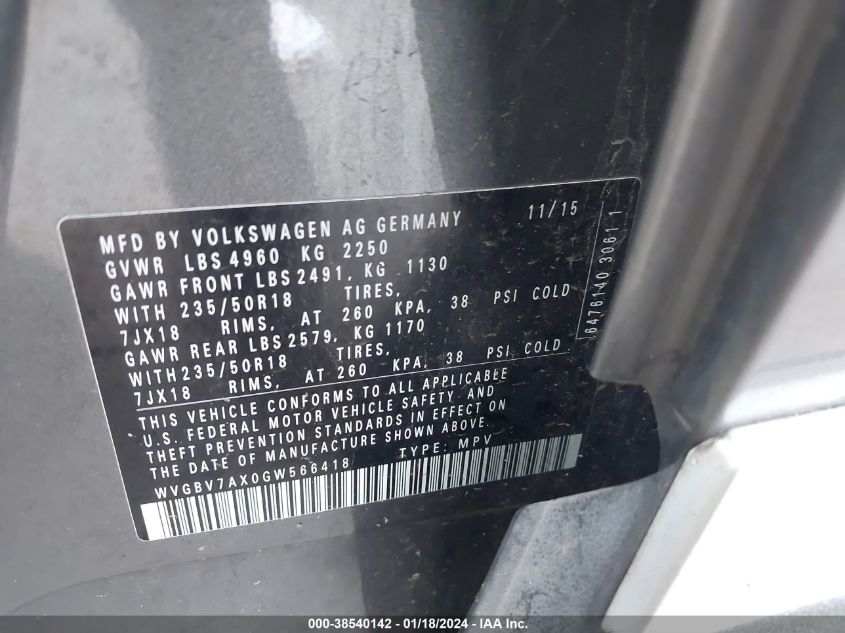 MFD BY VOLKSWAGEN AG GERMANY 11/15
GVWR LBS 4960 KG 2250
GAWR FRONT LBS 2491, KG 1130
WITH 235/50R18 TIRES,
7JX18 RIMS, AT 260 KPA, 38 PSI COLD
GAWR REAR LBS 2579, KG 1170
WITH 235/50R18 TIRES,
7JX18 RIMS, AT 260 KPA, 38 PSI COLD
THIS VEHICLE CONFORMS TO ALL APPLICABLE
U.S. FEDERAL MOTOR VEHICLE SAFETY AND
THEFT PREVENTION STANDARDS IN EFFECT ON
THE DATE OF MANUFACTURE SHOWN ABOVE.
WVGBV7AX0GW566418 TYPE: MPV
6476140 3061 1
000-38540142 - 01/18/2024 - IAA Inc.